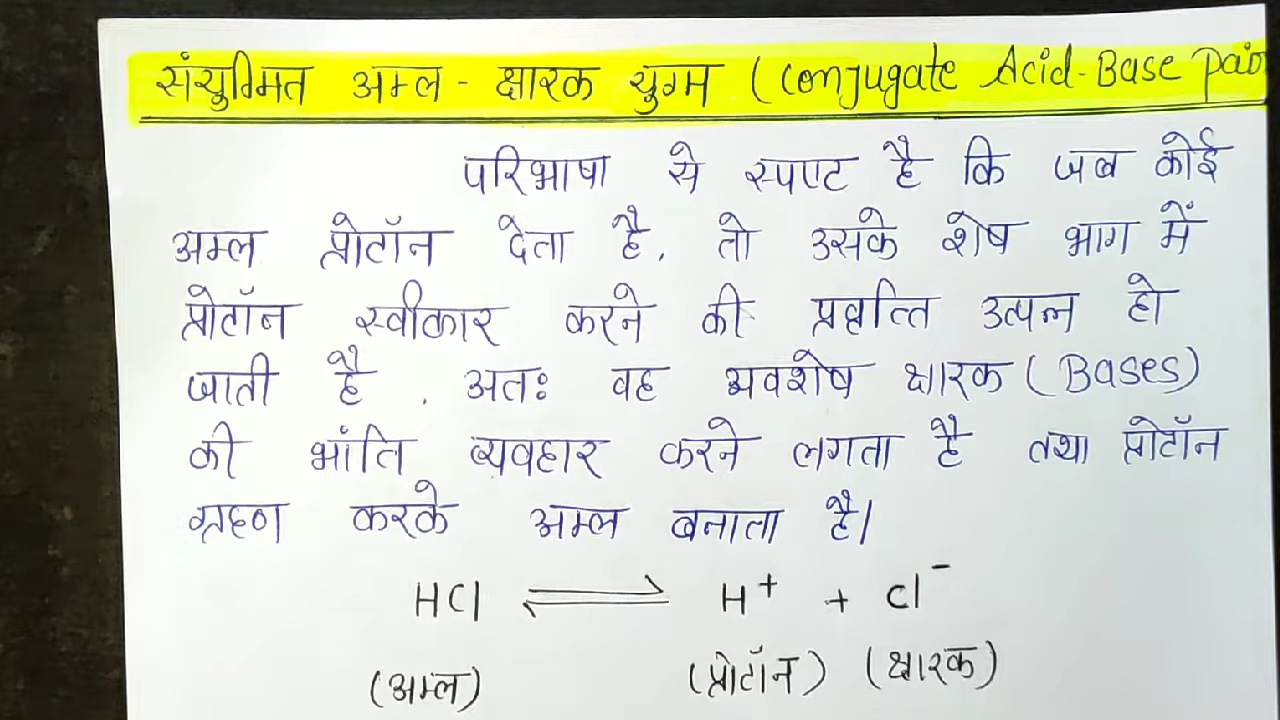 संयुग्मित अम्ल - क्षारक युग्म (Conjugate Acid-Base Pair
परिभाषा से स्पष्ट है कि जब कोई
अम्ल प्रोटॉन देता है, तो उसके शेष भाग में
प्रोटॉन स्वीकार करने की प्रवृत्ति उत्पन्न हो
जाती है . अतः वह अवशेष क्षारक (Bases)
की भांति व्यवहार करने लगता है तथा प्रोटॉन
ग्रहण करके अम्ल बनाता है।
HCl ⇌ H⁺ + Cl⁻
(अम्ल) (प्रोटॉन) (क्षारक)